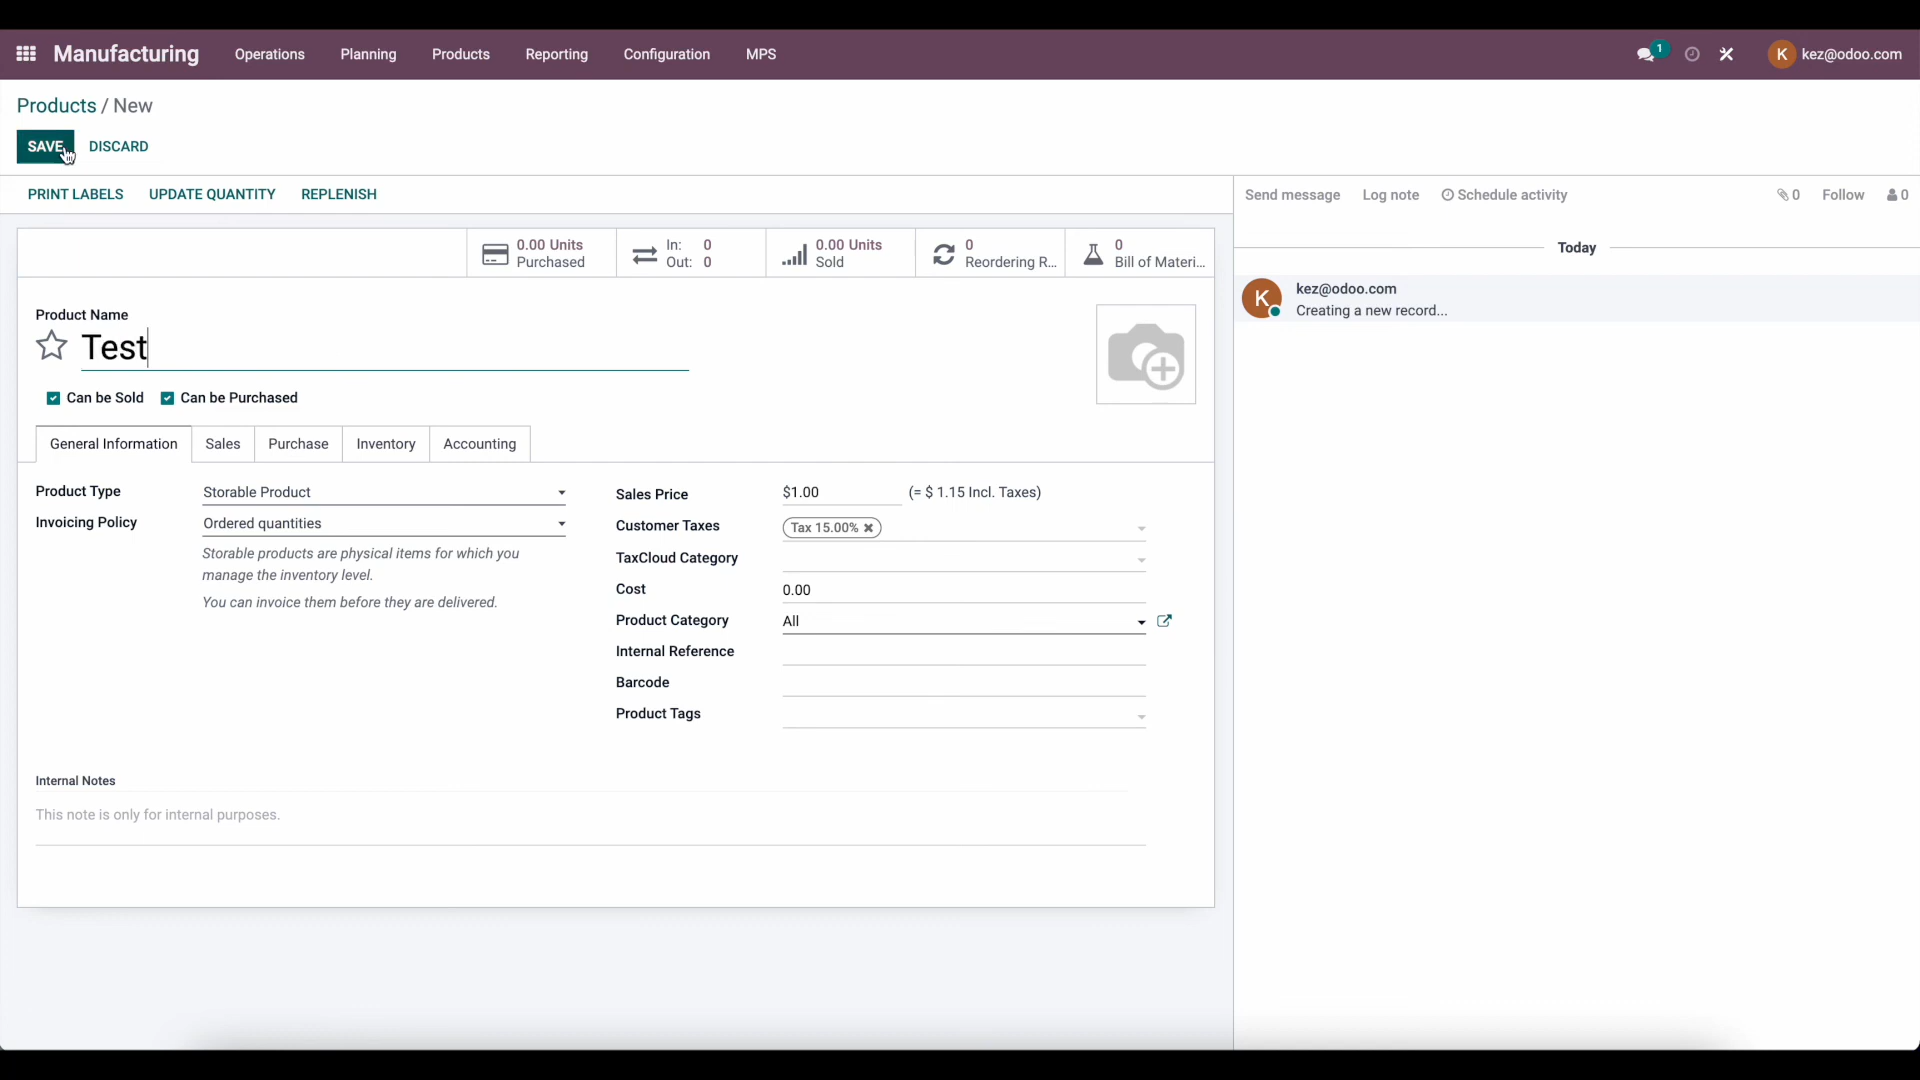 Manufacturing Operations Planning Products Reporting Configuration MPS 1 K kez@odoo.com
Products / New
SAVE DISCARD
PRINT LABELS UPDATE QUANTITY REPLENISH
Send message Log note Schedule activity 0 Follow 0
0.00 Units
Purchased
In: 0
Out: 0
0.00 Units
Sold
0
Reordering R...
0
Bill of Materi...
Today
K kez@odoo.com
Creating a new record...
Product Name
Test
Can be Sold Can be Purchased
General Information Sales Purchase Inventory Accounting
Product Type Storable Product
Invoicing Policy Ordered quantities
Storable products are physical items for which you
manage the inventory level.
You can invoice them before they are delivered.
Sales Price $1.00 (= $ 1.15 Incl. Taxes)
Customer Taxes Tax 15.00% ✖
TaxCloud Category
Cost 0.00
Product Category All
Internal Reference
Barcode
Product Tags
Internal Notes
This note is only for internal purposes.